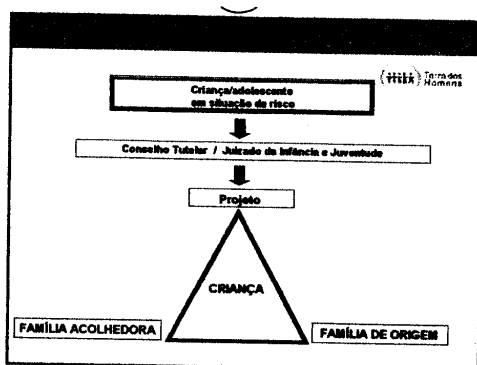 Terra dos
Homens
Criança/adolescente
em situação de risco
Conselho Tutelar / Juizado da Infância e Juventude
Projeto
CRIANÇA
FAMÍLIA ACOLHEDORA
FAMÍLIA DE ORIGEM